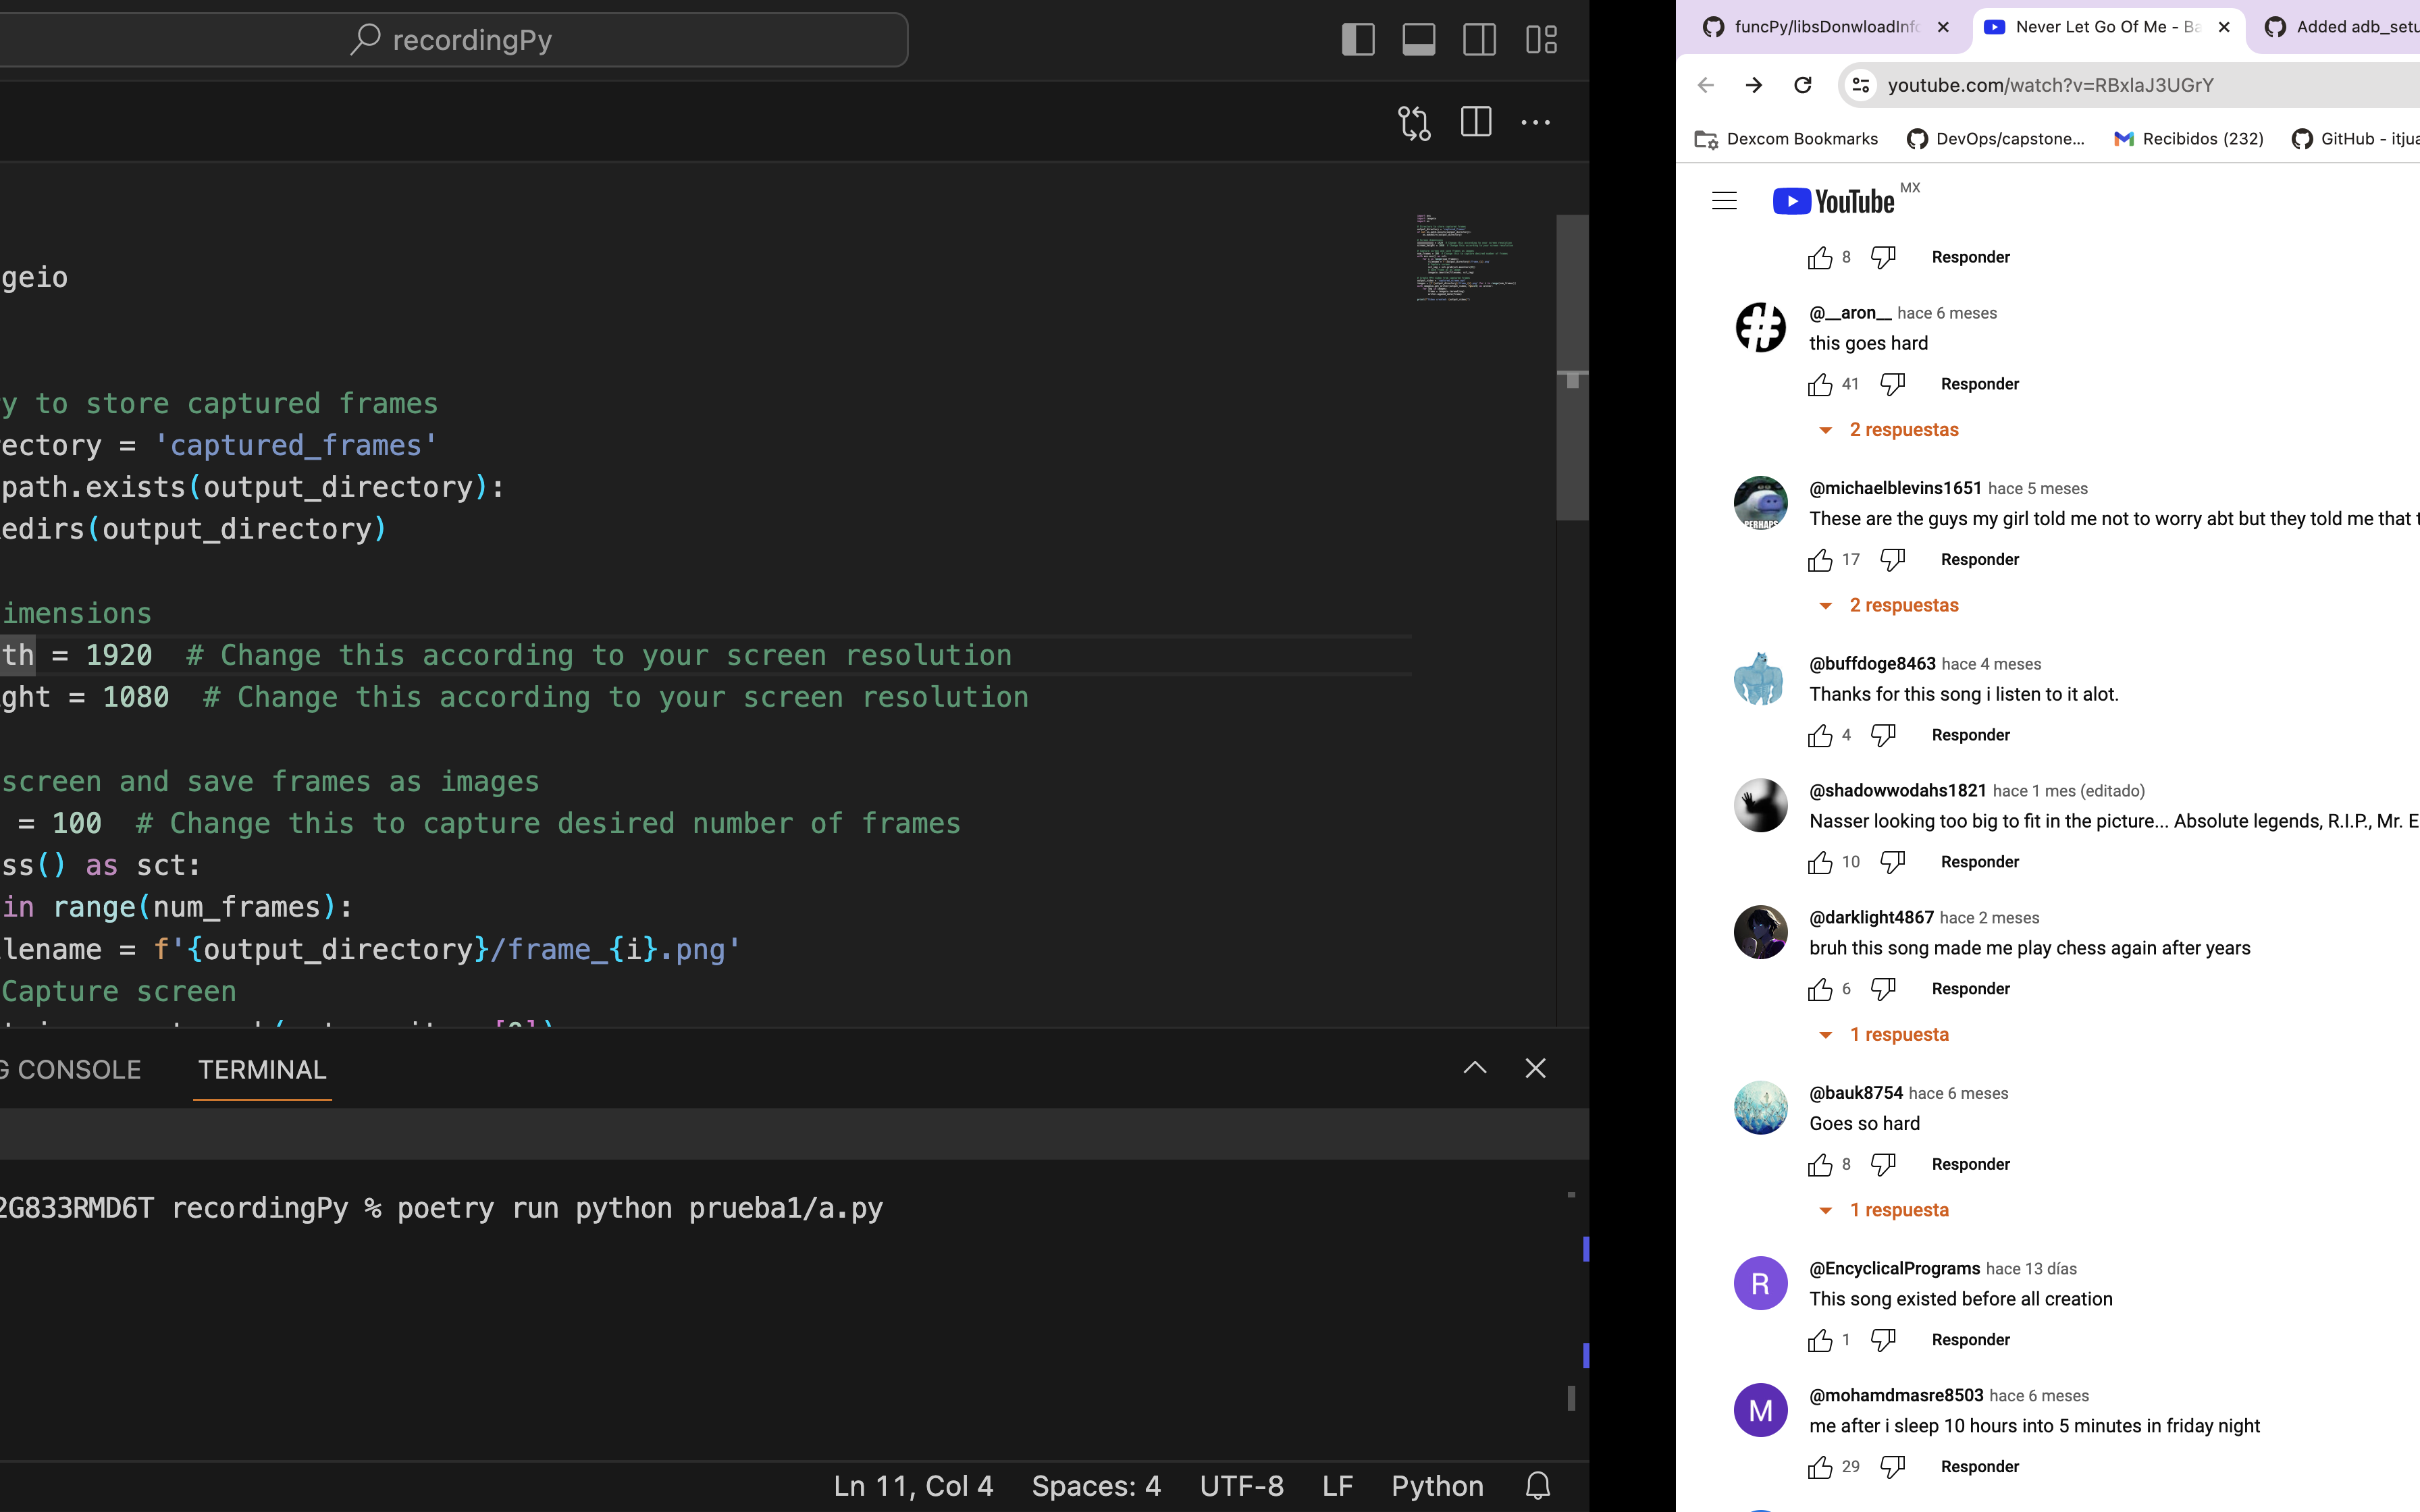 recordingPy
geio
y to store captured frames
ectory = 'captured_frames'
path.exists(output_directory):
edirs(output_directory)
imensions
th = 1920  # Change this according to your screen resolution
ght = 1080  # Change this according to your screen resolution
screen and save frames as images
= 100  # Change this to capture desired number of frames
ss() as sct:
in range(num_frames):
lename = f'{output_directory}/frame_{i}.png'
Capture screen
G CONSOLE
TERMINAL
2G833RMD6T recordingPy % poetry run python prueba1/a.py
Ln 11, Col 4
Spaces: 4
UTF-8
LF
Python
funcPy/libsDonwloadInfo
Never Let Go Of Me - Ba
Added adb_setu
youtube.com/watch?v=RBxlaJ3UGrY
Dexcom Bookmarks
DevOps/capstone...
Recibidos (232)
GitHub - itjua
YouTube MX
8 Responder
@__aron__ hace 6 meses
this goes hard
41 Responder
2 respuestas
PERHAPS
@michaelblevins1651 hace 5 meses
These are the guys my girl told me not to worry abt but they told me that t
17 Responder
2 respuestas
@buffdoge8463 hace 4 meses
Thanks for this song i listen to it alot.
4 Responder
@shadowwodahs1821 hace 1 mes (editado)
Nasser looking too big to fit in the picture... Absolute legends, R.I.P., Mr. E
10 Responder
@darklight4867 hace 2 meses
bruh this song made me play chess again after years
6 Responder
1 respuesta
@bauk8754 hace 6 meses
Goes so hard
8 Responder
1 respuesta
R
@EncyclicalPrograms hace 13 días
This song existed before all creation
1 Responder
M
@mohamdmasre8503 hace 6 meses
me after i sleep 10 hours into 5 minutes in friday night
29 Responder